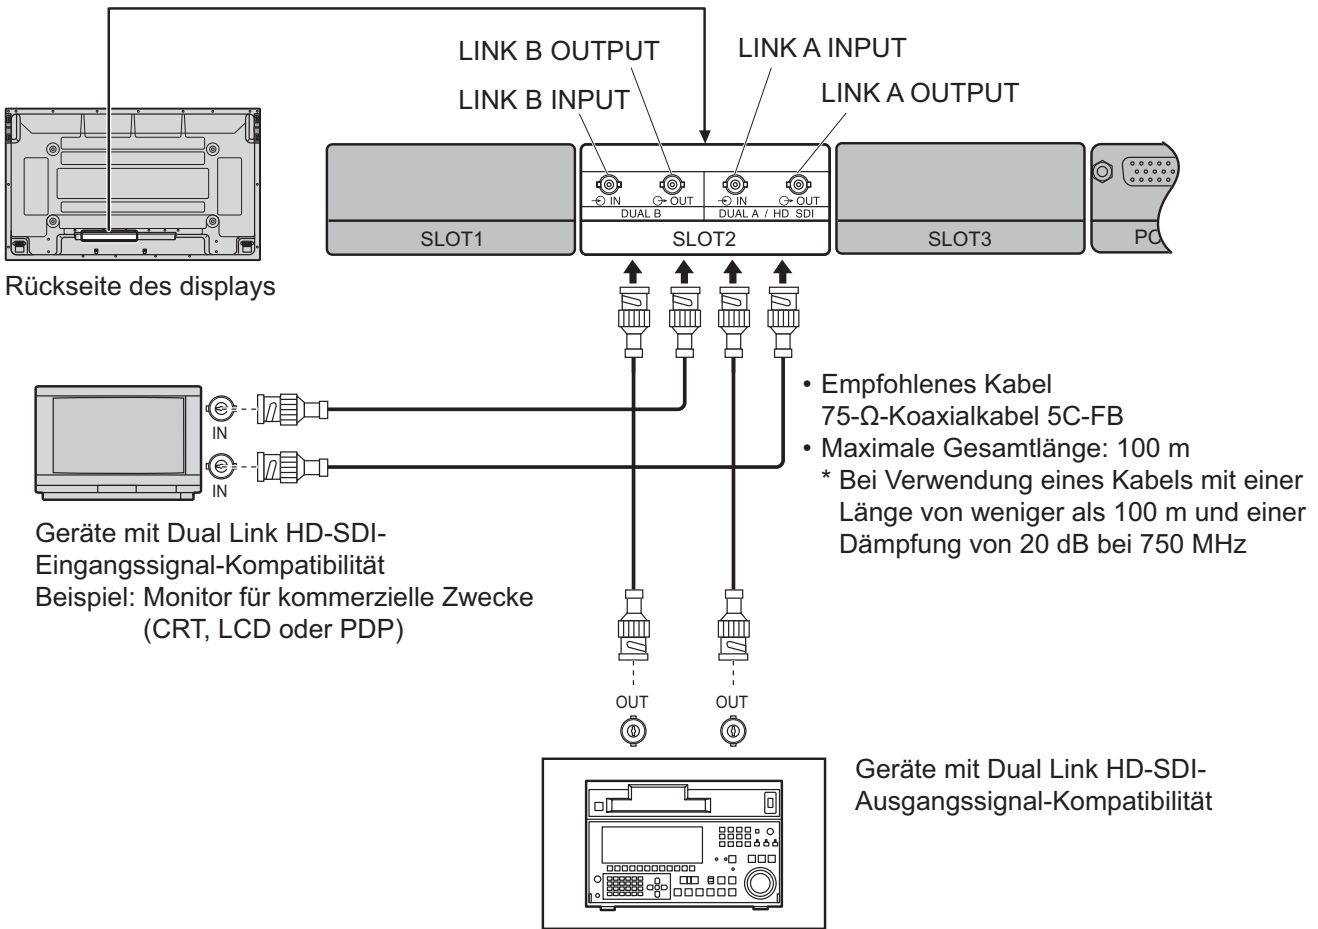 LINK B OUTPUT
LINK A INPUT
LINK B INPUT
LINK A OUTPUT
IN
OUT
IN
OUT
DUAL B
DUAL A / HD SDI
SLOT1
SLOT2
SLOT3
PC
Rückseite des displays
IN
IN
• Empfohlenes Kabel
75-Ω-Koaxialkabel 5C-FB
• Maximale Gesamtlänge: 100 m
* Bei Verwendung eines Kabels mit einer
Länge von weniger als 100 m und einer
Dämpfung von 20 dB bei 750 MHz
Geräte mit Dual Link HD-SDI-
Eingangssignal-Kompatibilität
Beispiel: Monitor für kommerzielle Zwecke
(CRT, LCD oder PDP)
OUT
OUT
Geräte mit Dual Link HD-SDI-
Ausgangssignal-Kompatibilität